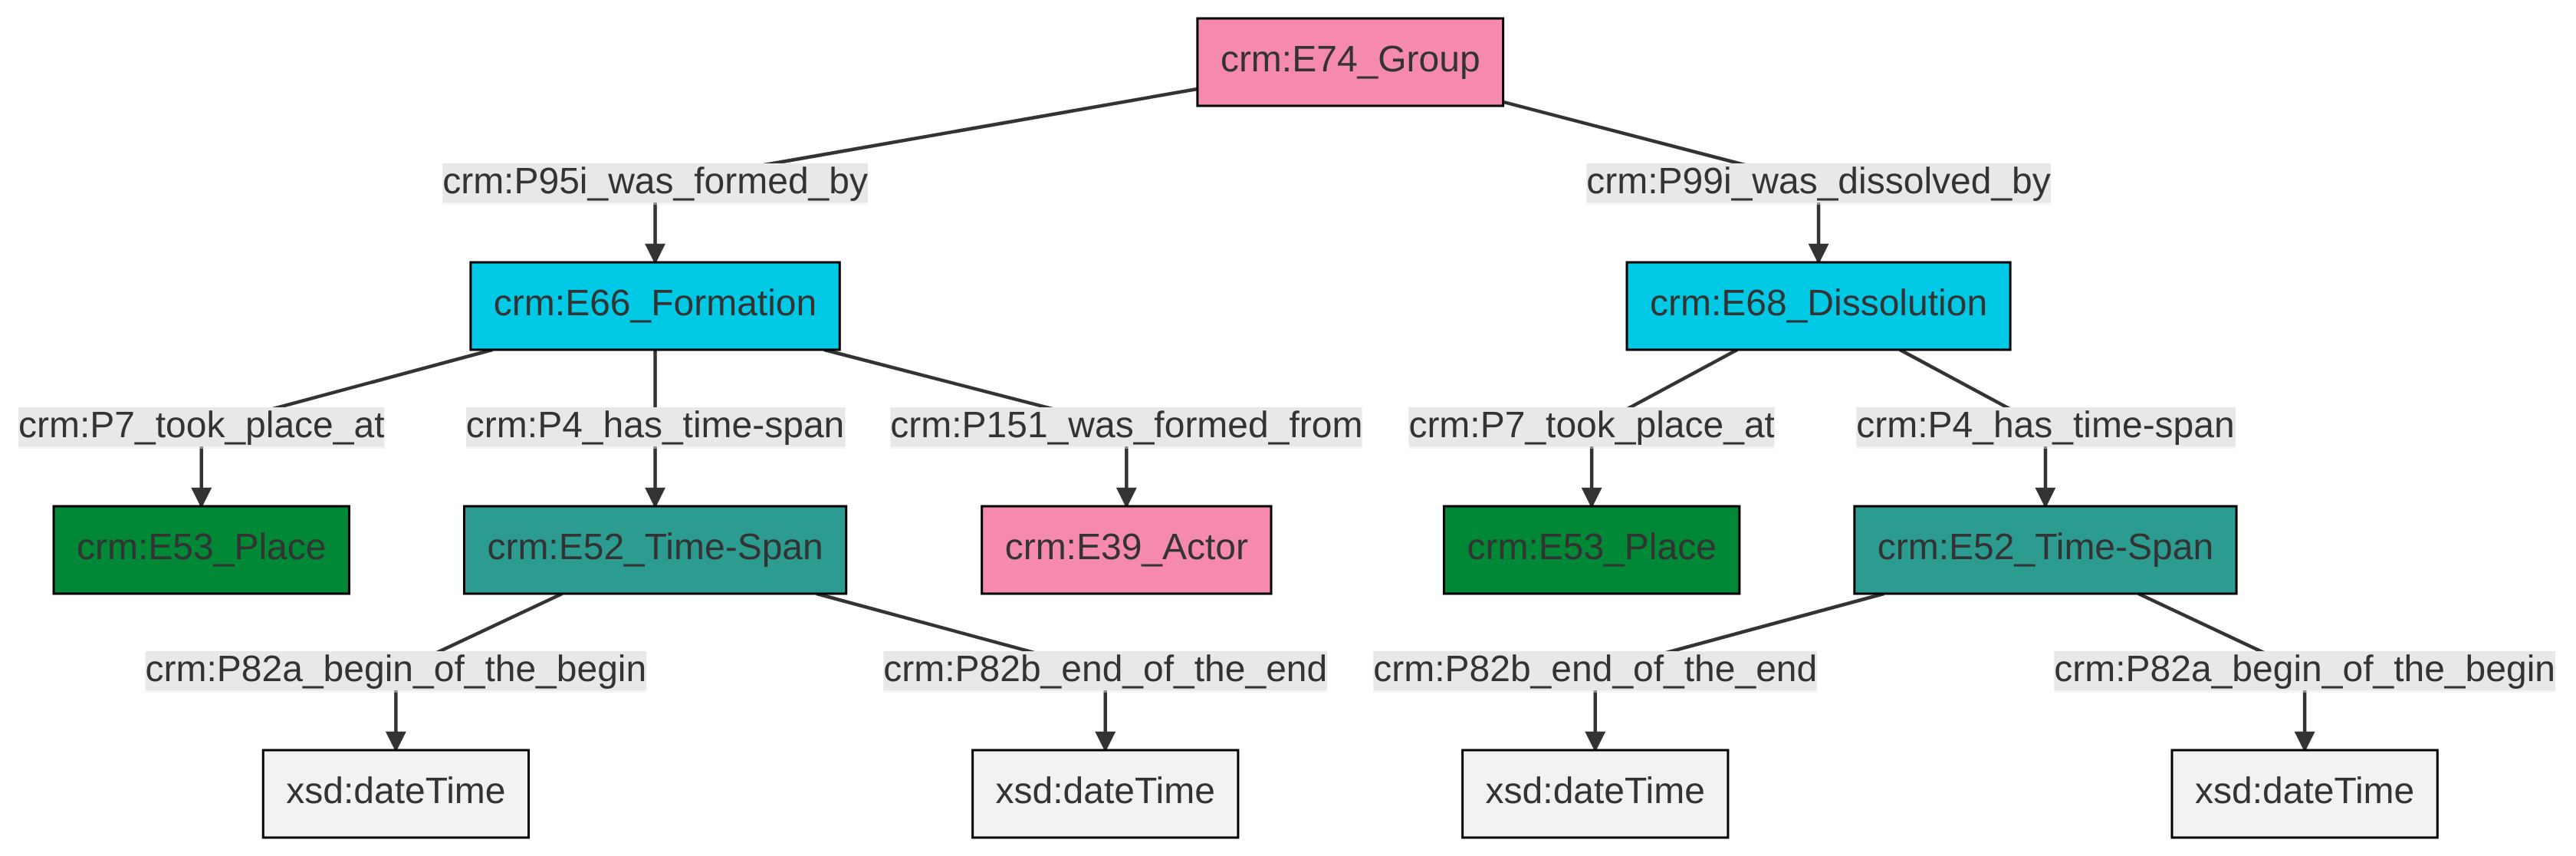 crm:E74_Group
crm:P95i_was_formed_by
crm:P99i_was_dissolved_by
crm:E66_Formation
crm:E68_Dissolution
crm:P7_took_place_at
crm:P4_has_time-span
crm:P151_was_formed_from
crm:P7_took_place_at
crm:P4_has_time-span
crm:E53_Place
crm:E52_Time-Span
crm:E39_Actor
crm:E53_Place
crm:E52_Time-Span
crm:P82a_begin_of_the_begin
crm:P82b_end_of_the_end
crm:P82b_end_of_the_end
crm:P82a_begin_of_the_begin
xsd:dateTime
xsd:dateTime
xsd:dateTime
xsd:dateTime